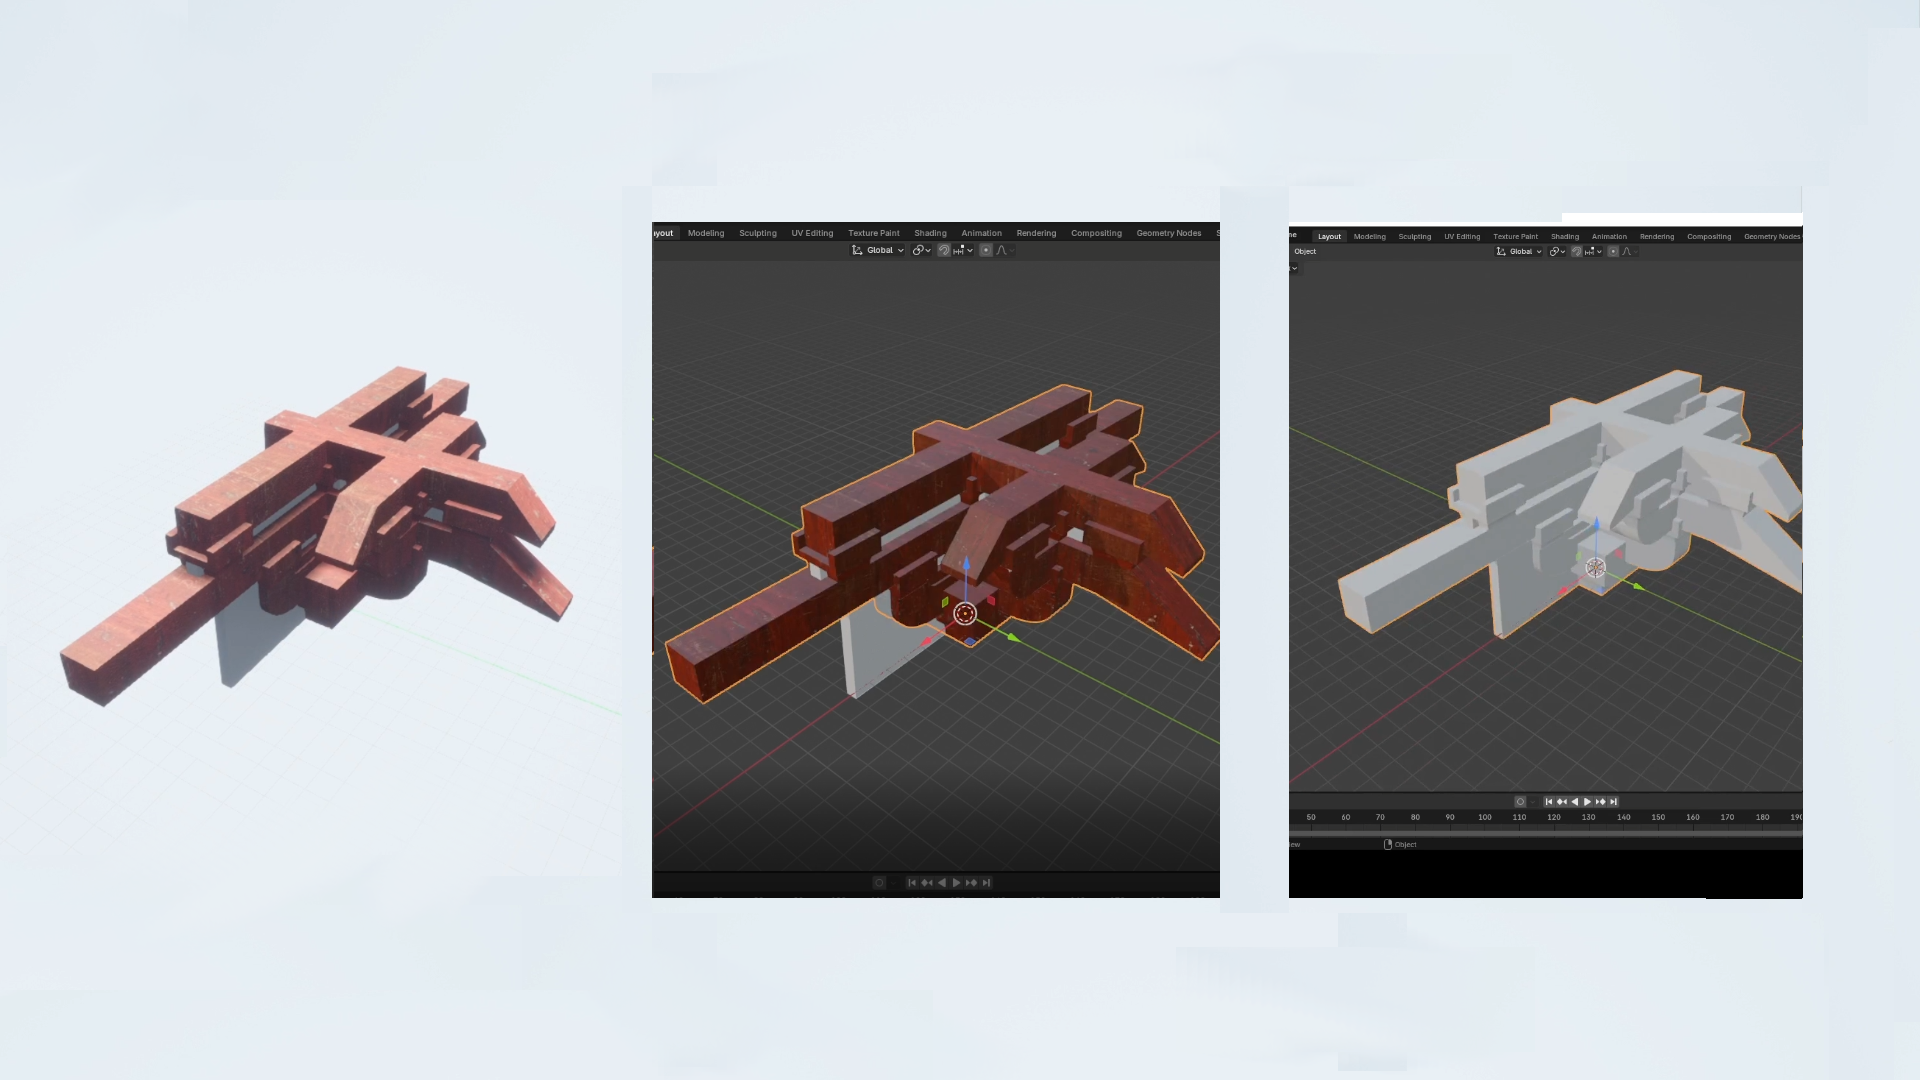 yout Modeling Sculpting UV Editing Texture Paint Shading Animation Rendering Compositing Geometry Nodes S
Global
ne Layout Modeling Sculpting UV Editing Texture Paint Shading Animation Rendering Compositing Geometry Nodes
Object Global
50 60 70 80 90 100 110 120 130 140 150 160 170 180 190
iew Object